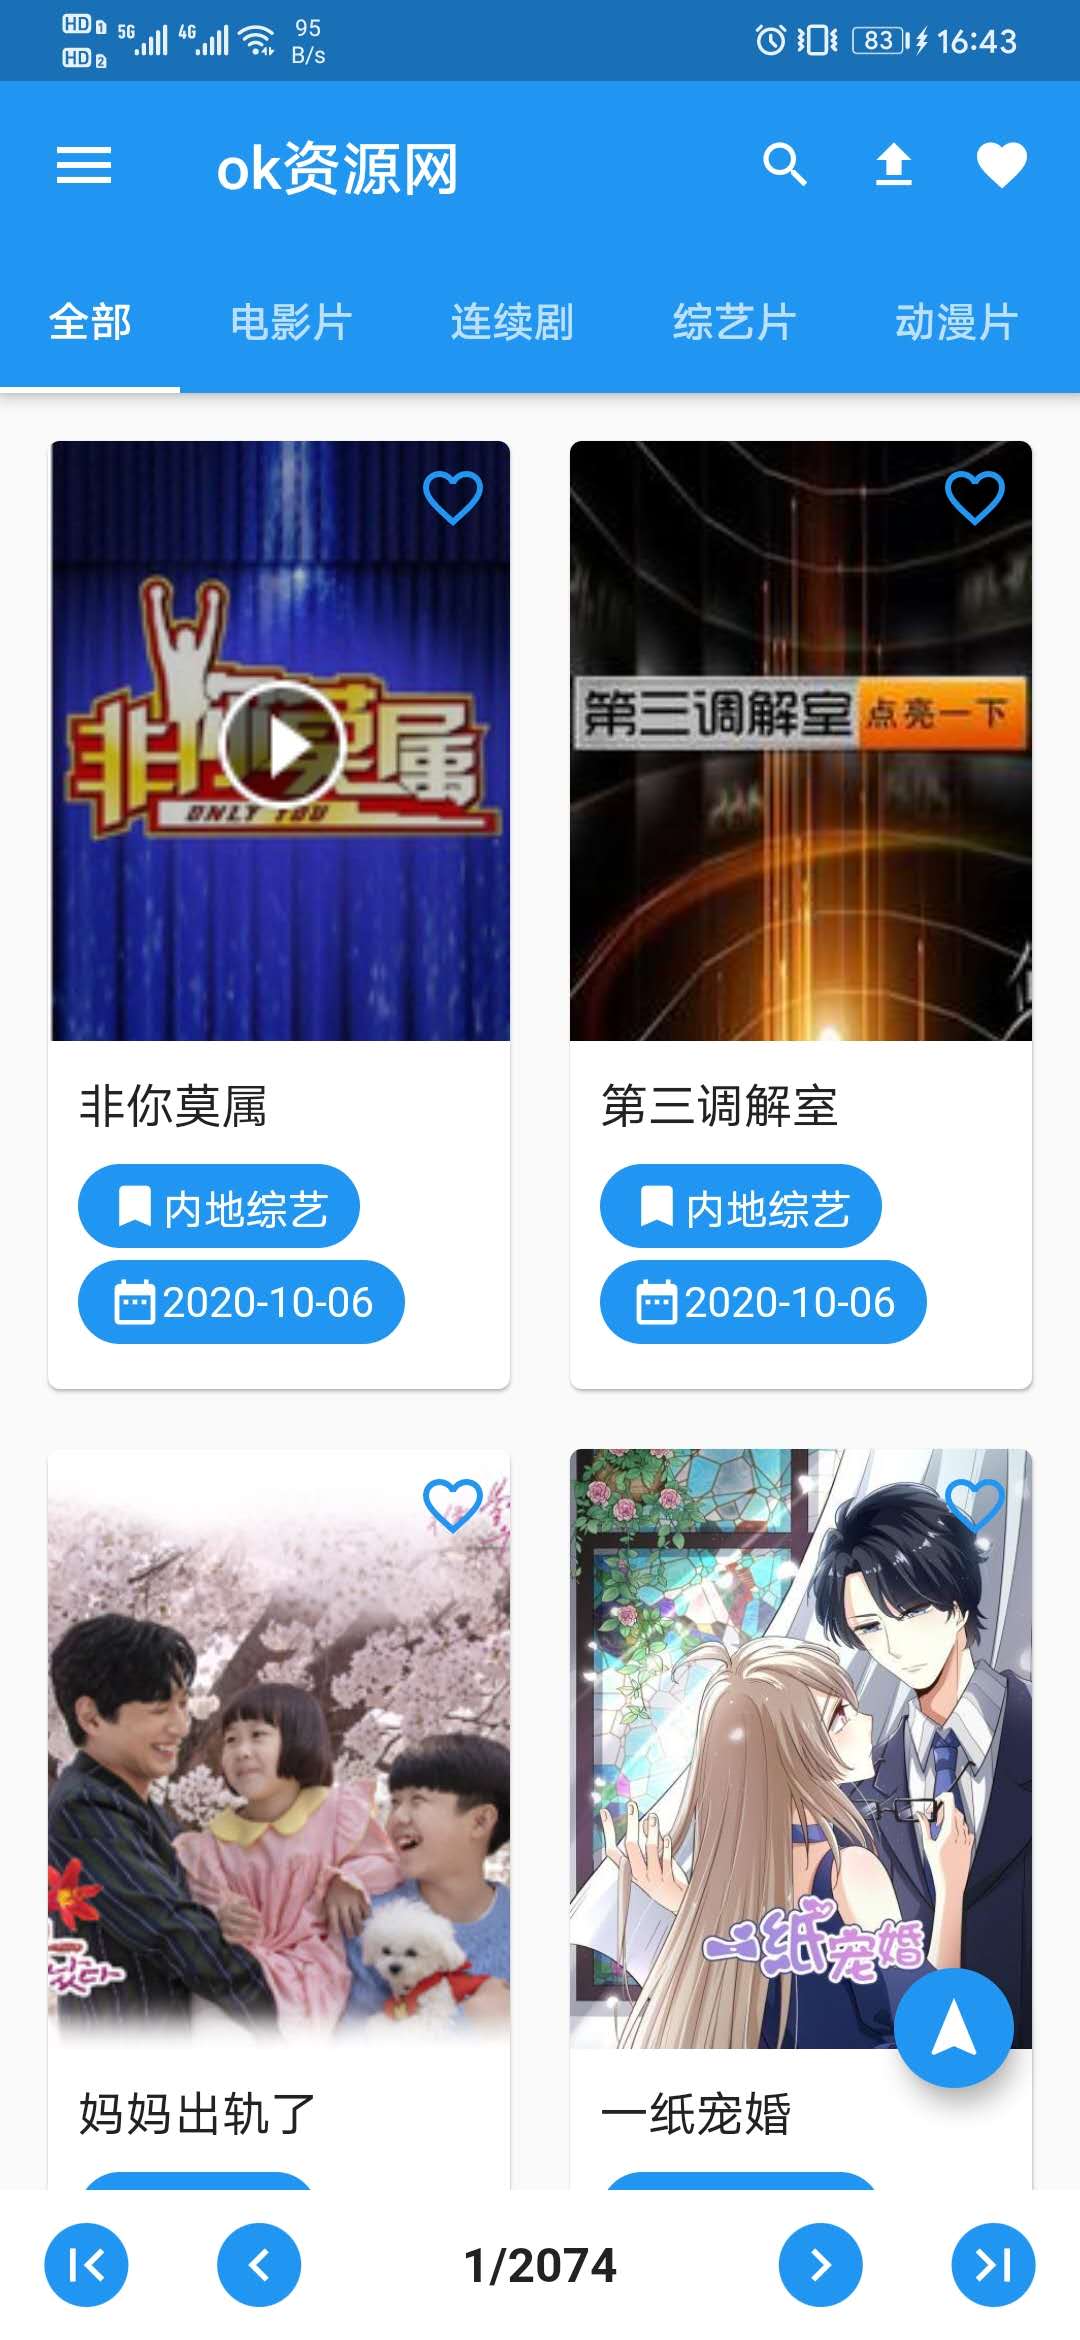 HD 1 5G 4G 95 83 16:43
HD 2 B/s
ok资源网
全部 电影片 连续剧 综艺片 动漫片
非你莫属
ONLY YOU
第三调解室 点亮一下
非你莫属
第三调解室
内地综艺
内地综艺
2020-10-06
2020-10-06
一纸宠婚
妈妈出轨了
一纸宠婚
1/2074